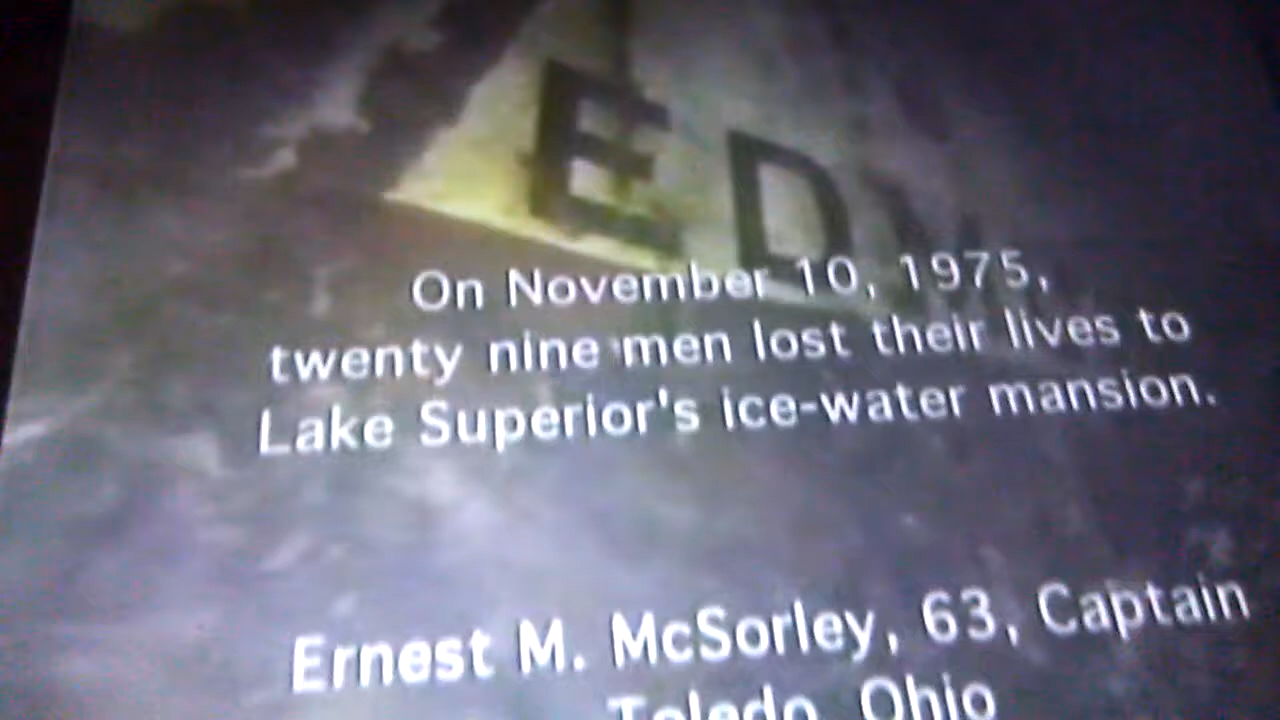 EDM
On November 10, 1975,
twenty nine men lost their lives to
Lake Superior's ice-water mansion.
Ernest M. McSorley, 63, Captain
Toledo, Ohio